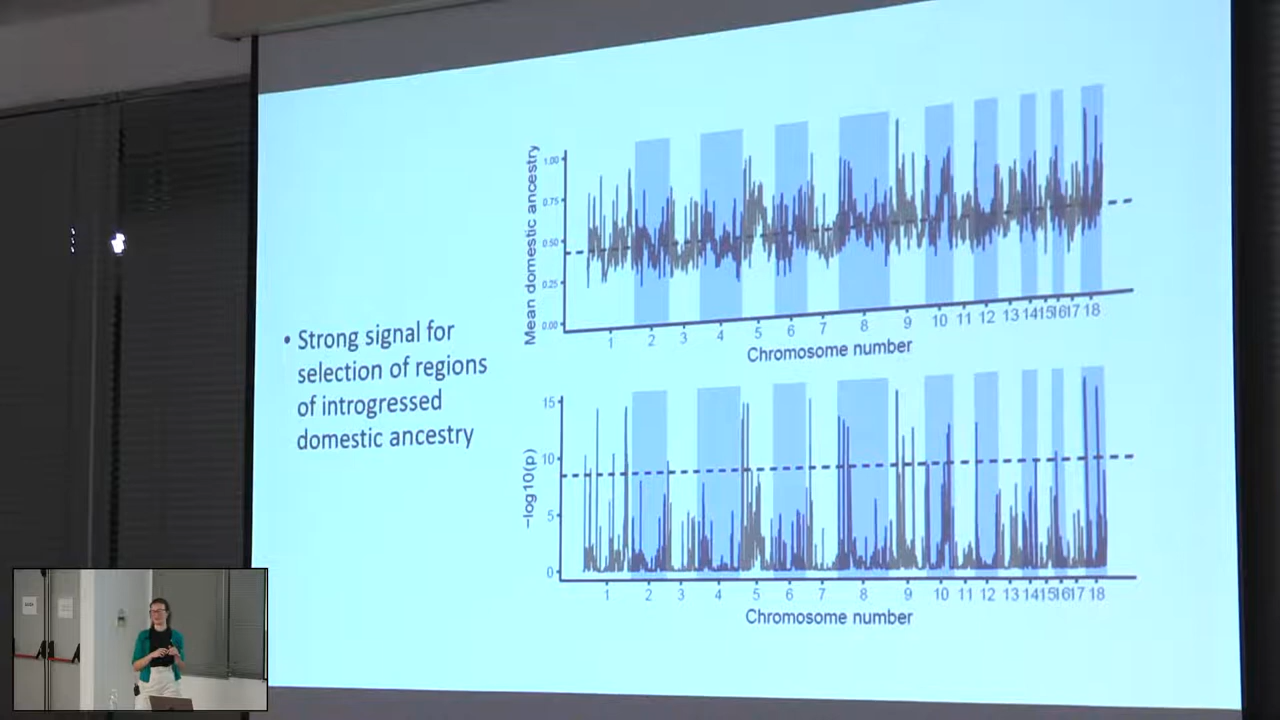 • Strong signal for
selection of regions
of introgressed
domestic ancestry
Mean domestic ancestry
1.00
0.75
0.50
0.25
0.00
1 2 3 4 5 6 7 8 9 10 11 12 13 14 15 16 17 18
Chromosome number
−log10(p)
15
10
5
0
1 2 3 4 5 6 7 8 9 10 11 12 13 14 15 16 17 18
Chromosome number